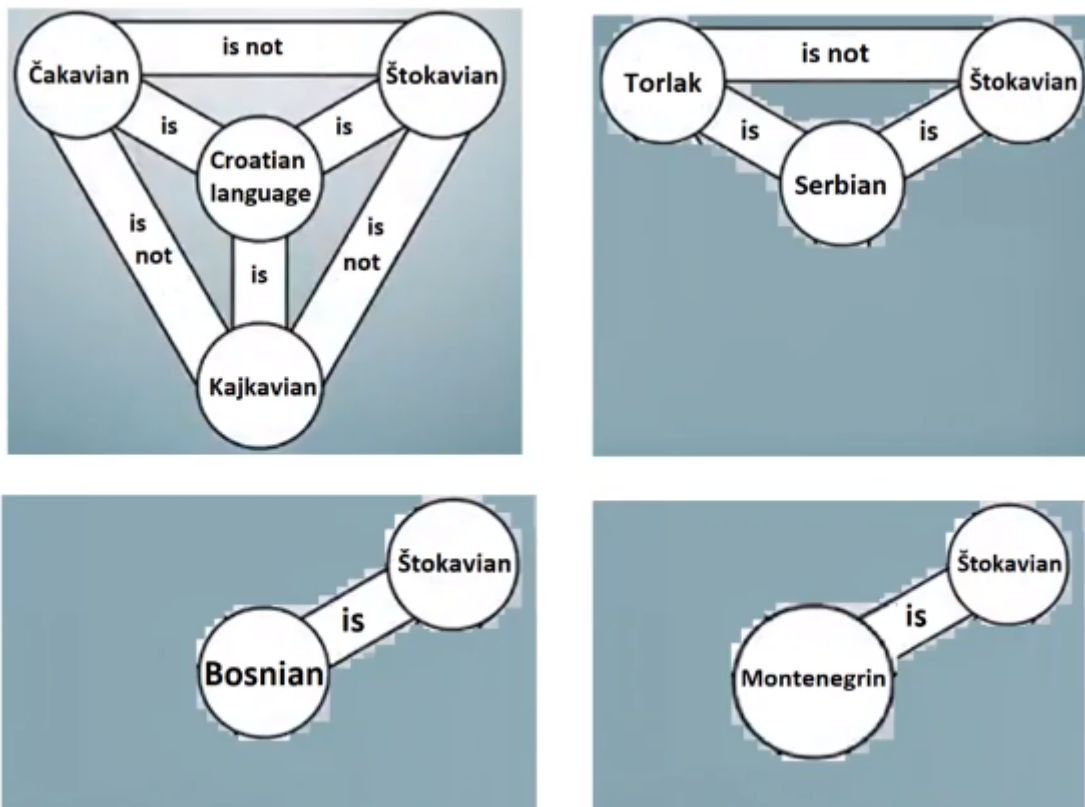 Čakavian
is not
Štokavian
is
is
Croatian
language
is
not
is
not
is
Kajkavian
Torlak
is not
Štokavian
is
is
Serbian
Štokavian
is
Bosnian
Štokavian
is
Montenegrin